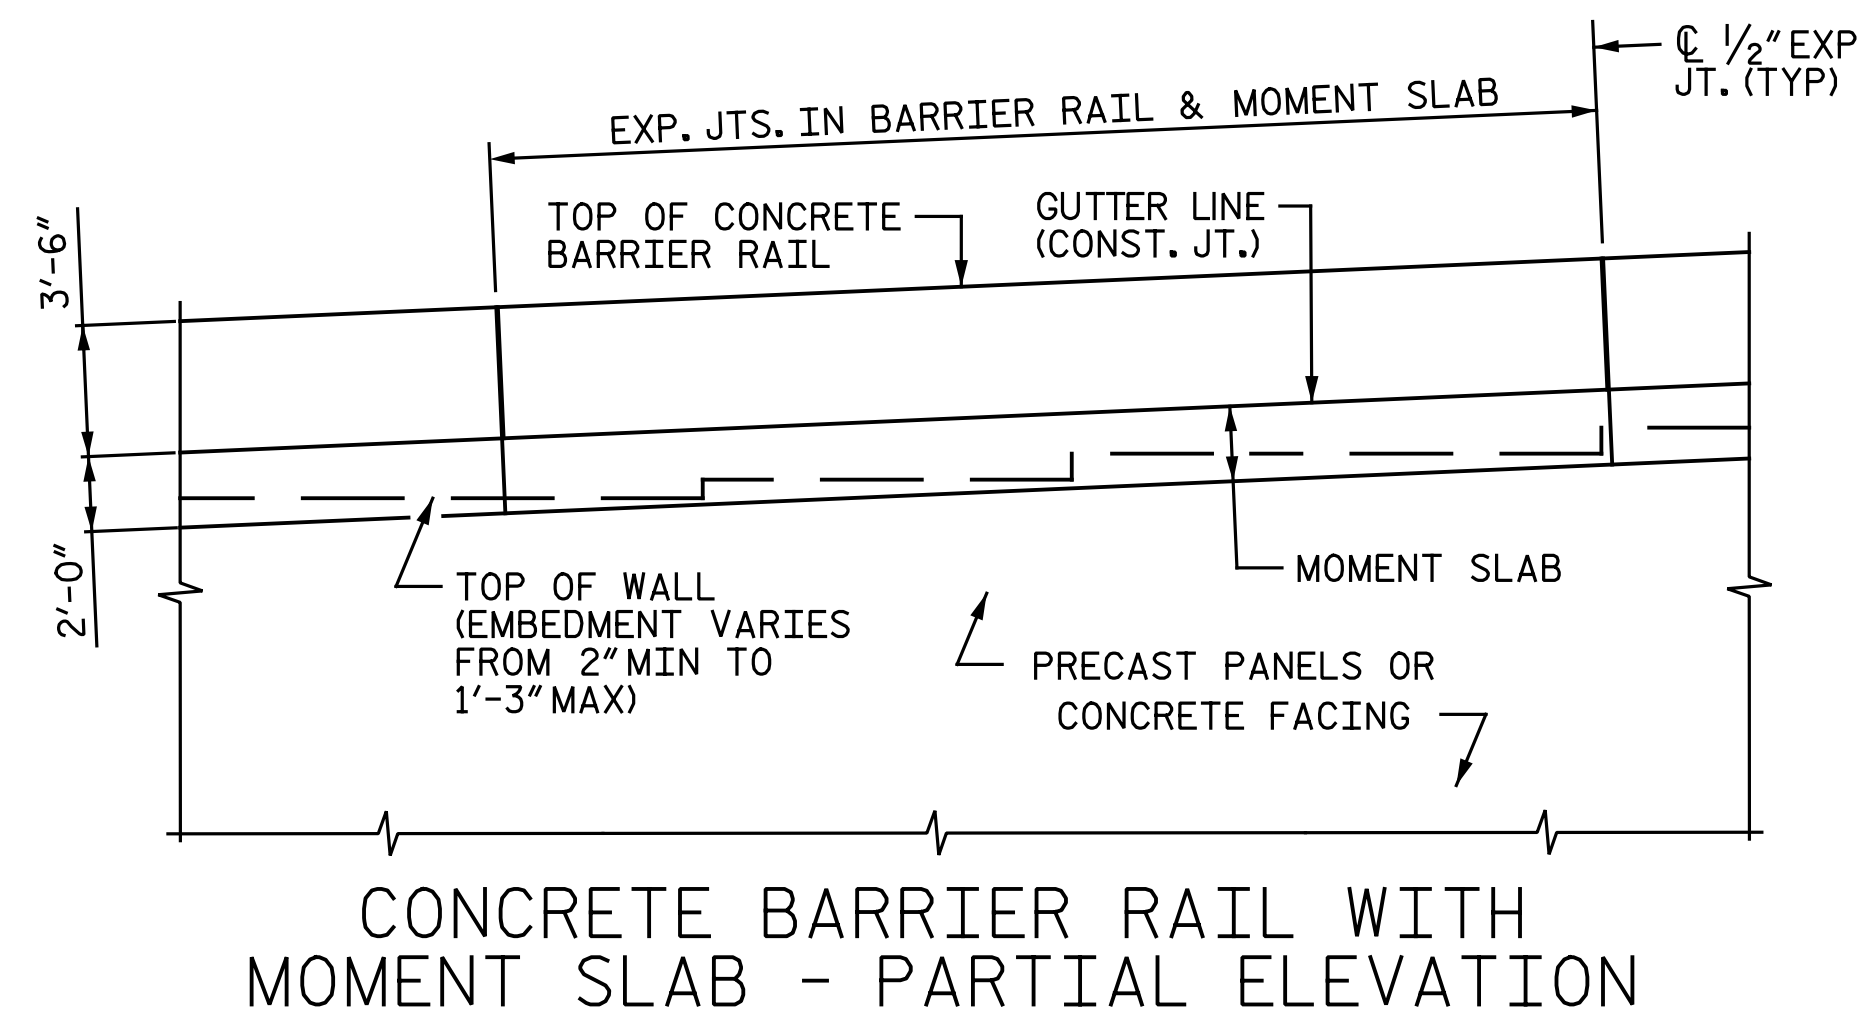 ℄ 1/2" EXP
JT. (TYP)
EXP. JTS. IN BARRIER RAIL & MOMENT SLAB
TOP OF CONCRETE
BARRIER RAIL
GUTTER LINE
(CONST. JT.)
3'-6"
2'-0"
TOP OF WALL
(EMBEDMENT VARIES
FROM 2" MIN TO
1'-3" MAX)
MOMENT SLAB
PRECAST PANELS OR
CONCRETE FACING
CONCRETE BARRIER RAIL WITH
MOMENT SLAB - PARTIAL ELEVATION